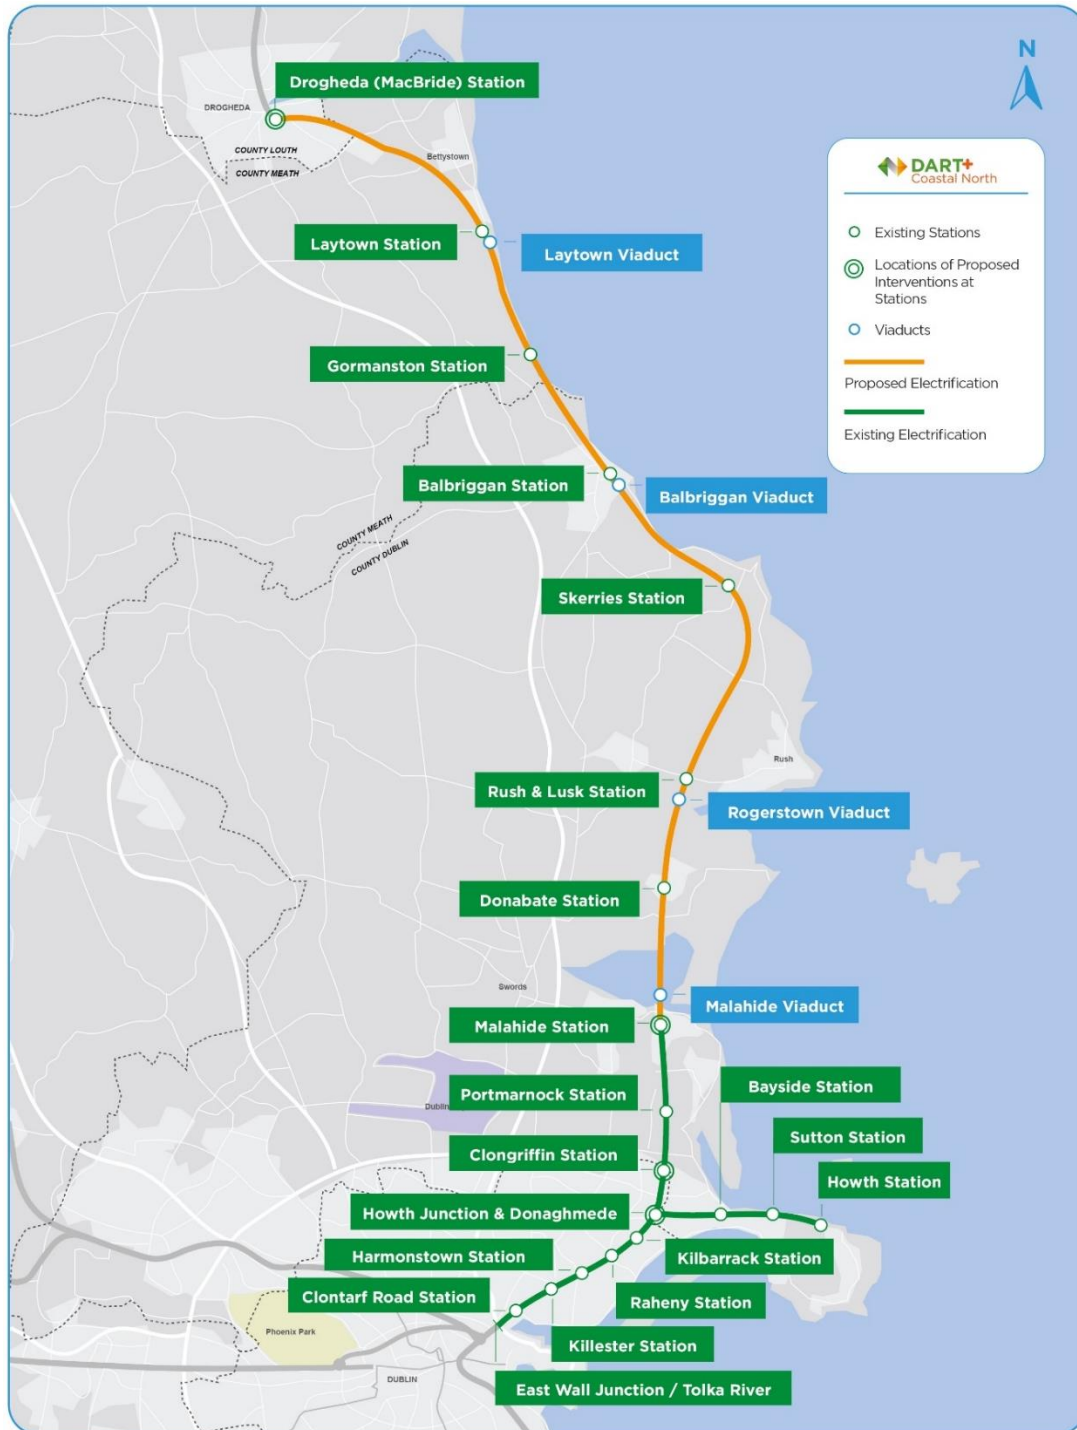 N
Drogheda (MacBride) Station
DROGHEDA
COUNTY LOUTH
COUNTY MEATH
Bettystown
DART+
Coastal North
Existing Stations
Locations of Proposed
Interventions at
Stations
Viaducts
Proposed Electrification
Existing Electrification
Laytown Station
Laytown Viaduct
Gormanston Station
Balbriggan Station
Balbriggan Viaduct
COUNTY MEATH
COUNTY DUBLIN
Skerries Station
Rush
Rush & Lusk Station
Rogerstown Viaduct
Donabate Station
Swords
Malahide Viaduct
Malahide Station
Bayside Station
Portmarnock Station
Dublin
Sutton Station
Clongriffin Station
Howth Station
Howth Junction & Donaghmede
Harmonstown Station
Kilbarrack Station
Clontarf Road Station
Raheny Station
Phoenix Park
Killester Station
DUBLIN
East Wall Junction / Tolka River